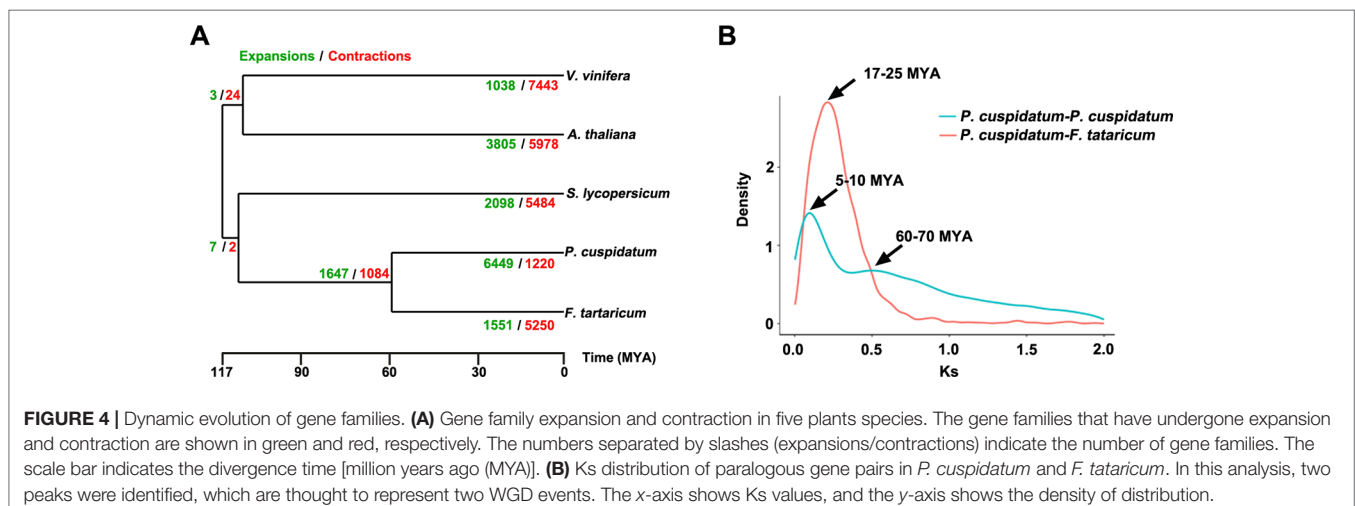 A
Expansions / Contractions
V. vinifera
1038 / 7443
3 / 24
A. thaliana
3805 / 5978
S. lycopersicum
2098 / 5484
7 / 2
P. cuspidatum
1647 / 1084
6449 / 1220
F. tartaricum
1551 / 5250
Time (MYA)
117 90 60 30 0
B
17-25 MYA
P. cuspidatum-P. cuspidatum
P. cuspidatum-F. tataricum
5-10 MYA
60-70 MYA
Density
2
1
0
0.0 0.5 1.0 1.5 2.0
Ks
FIGURE 4 | Dynamic evolution of gene families. (A) Gene family expansion and contraction in five plants species. The gene families that have undergone expansion
and contraction are shown in green and red, respectively. The numbers separated by slashes (expansions/contractions) indicate the number of gene families. The
scale bar indicates the divergence time [million years ago (MYA)]. (B) Ks distribution of paralogous gene pairs in P. cuspidatum and F. tataricum. In this analysis, two
peaks were identified, which are thought to represent two WGD events. The x-axis shows Ks values, and the y-axis shows the density of distribution.